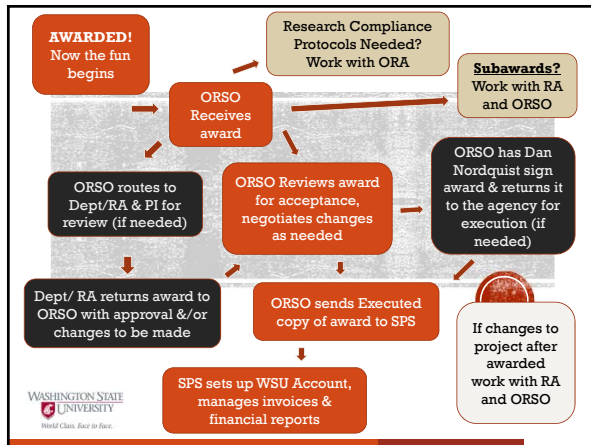 AWARDED!
Now the fun
begins
Research Compliance
Protocols Needed?
Work with ORA
Subawards?
Work with RA
and ORSO
ORSO
Receives
award
ORSO routes to
Dept/RA & PI for
review (if needed)
ORSO Reviews award
for acceptance,
negotiates changes
as needed
ORSO has Dan
Nordquist sign
award & returns it
to the agency for
execution (if
needed)
Dept/ RA returns award to
ORSO with approval &/or
changes to be made
ORSO sends Executed
copy of award to SPS
If changes to
project after
awarded
work with RA
and ORSO
SPS sets up WSU Account,
manages invoices &
financial reports
WASHINGTON STATE
UNIVERSITY
World Class. Face to Face.